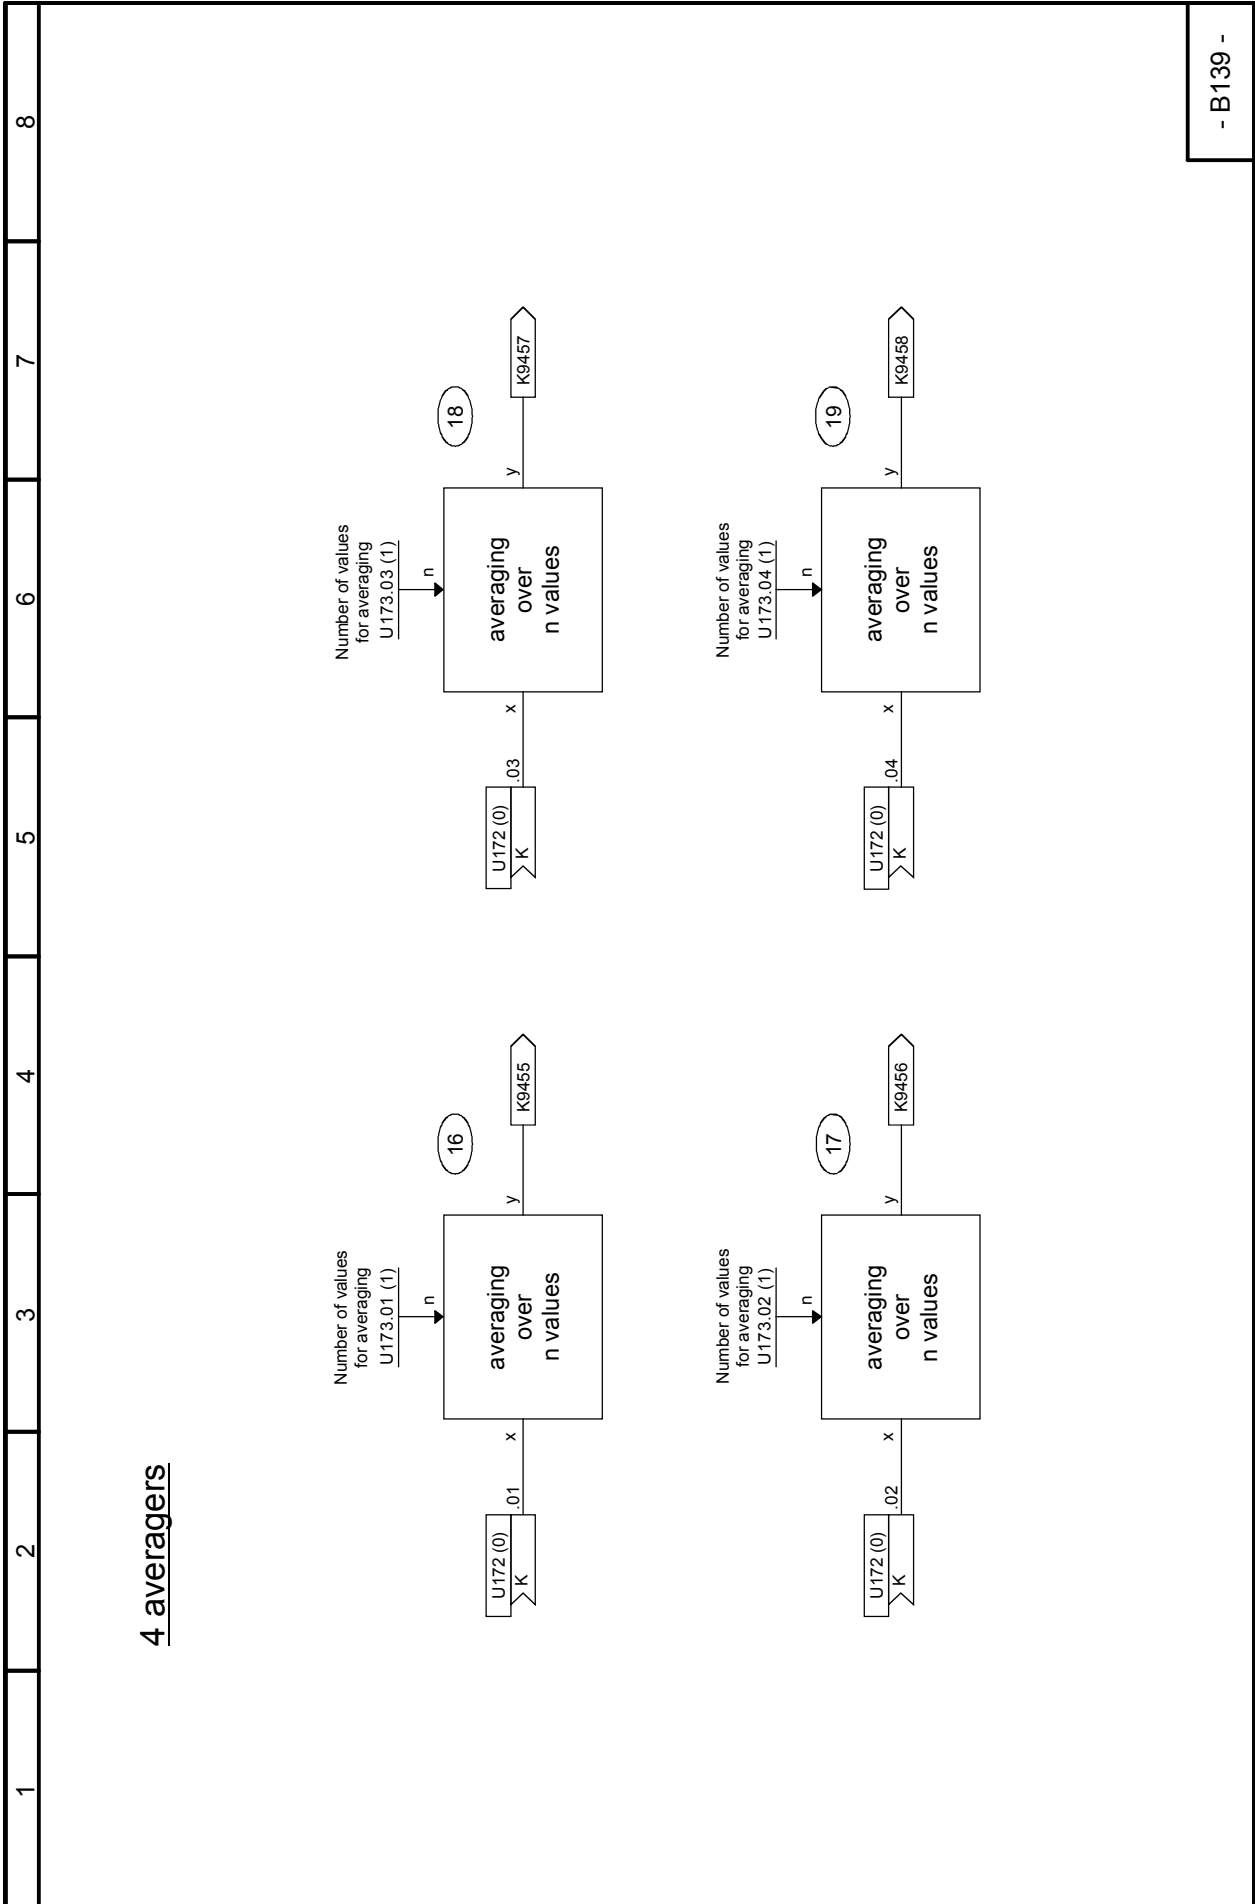 1 2 3 4 5 6 7 8
4 averagers
Number of values
for averaging
U173.01 (1)
n
U172 (0)
K
.01
x
averaging
over
n values
y
16
K9455
Number of values
for averaging
U173.03 (1)
n
U172 (0)
K
.03
x
averaging
over
n values
y
18
K9457
Number of values
for averaging
U173.02 (1)
n
U172 (0)
K
.02
x
averaging
over
n values
y
17
K9456
Number of values
for averaging
U173.04 (1)
n
U172 (0)
K
.04
x
averaging
over
n values
y
19
K9458
- B139 -